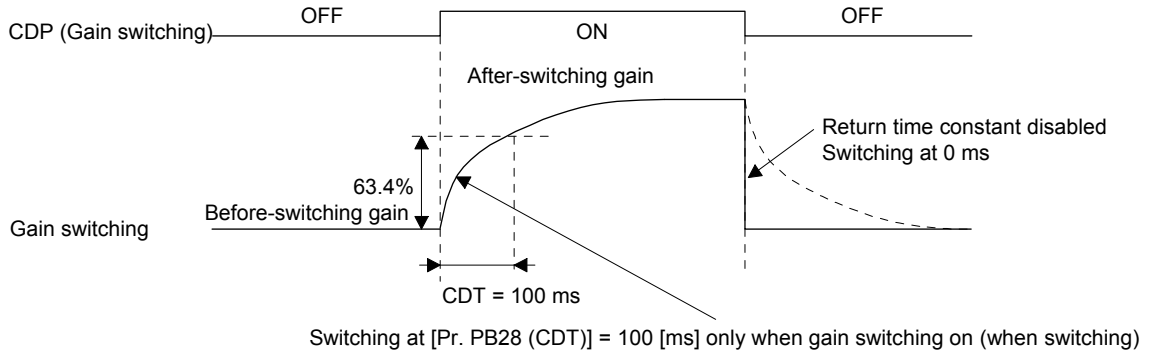 OFF
OFF
CDP (Gain switching)
ON
After-switching gain
Return time constant disabled
Switching at 0 ms
63.4%
Before-switching gain
Gain switching
CDT = 100 ms
Switching at [Pr. PB28 (CDT)] = 100 [ms] only when gain switching on (when switching)